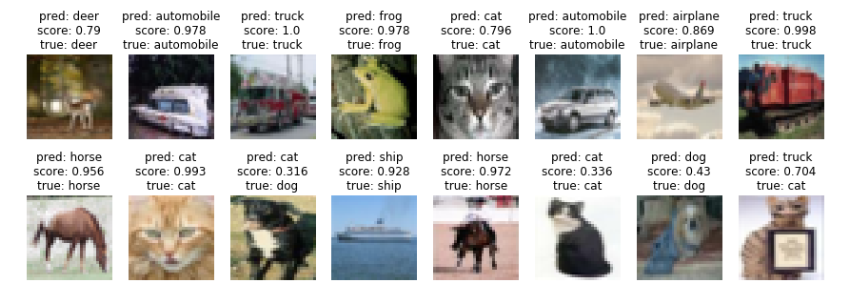 pred: deer
score: 0.79
true: deer
pred: automobile
score: 0.978
true: automobile
pred: truck
score: 1.0
true: truck
pred: frog
score: 0.978
true: frog
pred: cat
score: 0.796
true: cat
pred: automobile
score: 1.0
true: automobile
pred: airplane
score: 0.869
true: airplane
pred: truck
score: 0.998
true: truck
pred: horse
score: 0.956
true: horse
pred: cat
score: 0.993
true: cat
pred: cat
score: 0.316
true: dog
pred: ship
score: 0.928
true: ship
pred: horse
score: 0.972
true: horse
pred: cat
score: 0.336
true: cat
pred: dog
score: 0.43
true: dog
pred: truck
score: 0.704
true: cat